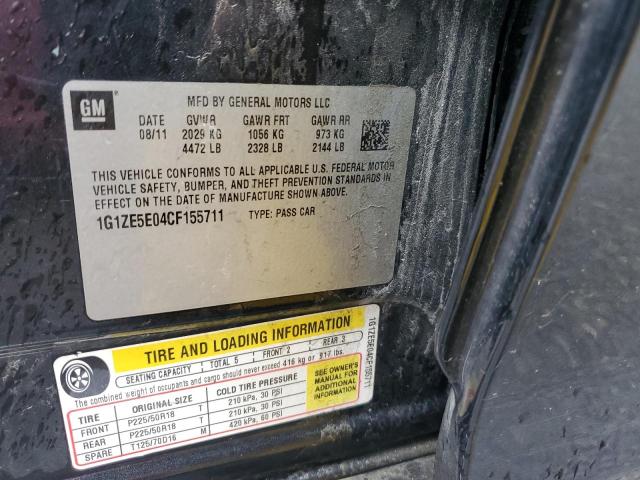 GM
MFD BY GENERAL MOTORS LLC
DATE GVWR GAWR FRT GAWR RR
08/11 2029 KG 1056 KG 973 KG
4472 LB 2328 LB 2144 LB
THIS VEHICLE CONFORMS TO ALL APPLICABLE U.S. FEDERAL MOTOR
VEHICLE SAFETY, BUMPER, AND THEFT PREVENTION STANDARDS IN
EFFECT ON THE DATE OF MANUFACTURE SHOWN ABOVE.
1G1ZE5E04CF155711 TYPE: PASS CAR
TIRE AND LOADING INFORMATION
SEATING CAPACITY TOTAL 5 FRONT 2 REAR 3
The combined weight of occupants and cargo should never exceed 416 kg or 917 lbs.
TIRE ORIGINAL SIZE COLD TIRE PRESSURE
FRONT P225/50R18 T 210 kPa, 30 PSI
REAR P225/50R18 T 210 kPa, 30 PSI
SPARE T125/70D16 M 420 kPa, 60 PSI
SEE OWNER'S
MANUAL FOR
ADDITIONAL
INFORMATION
1G1ZE5E04CF155711